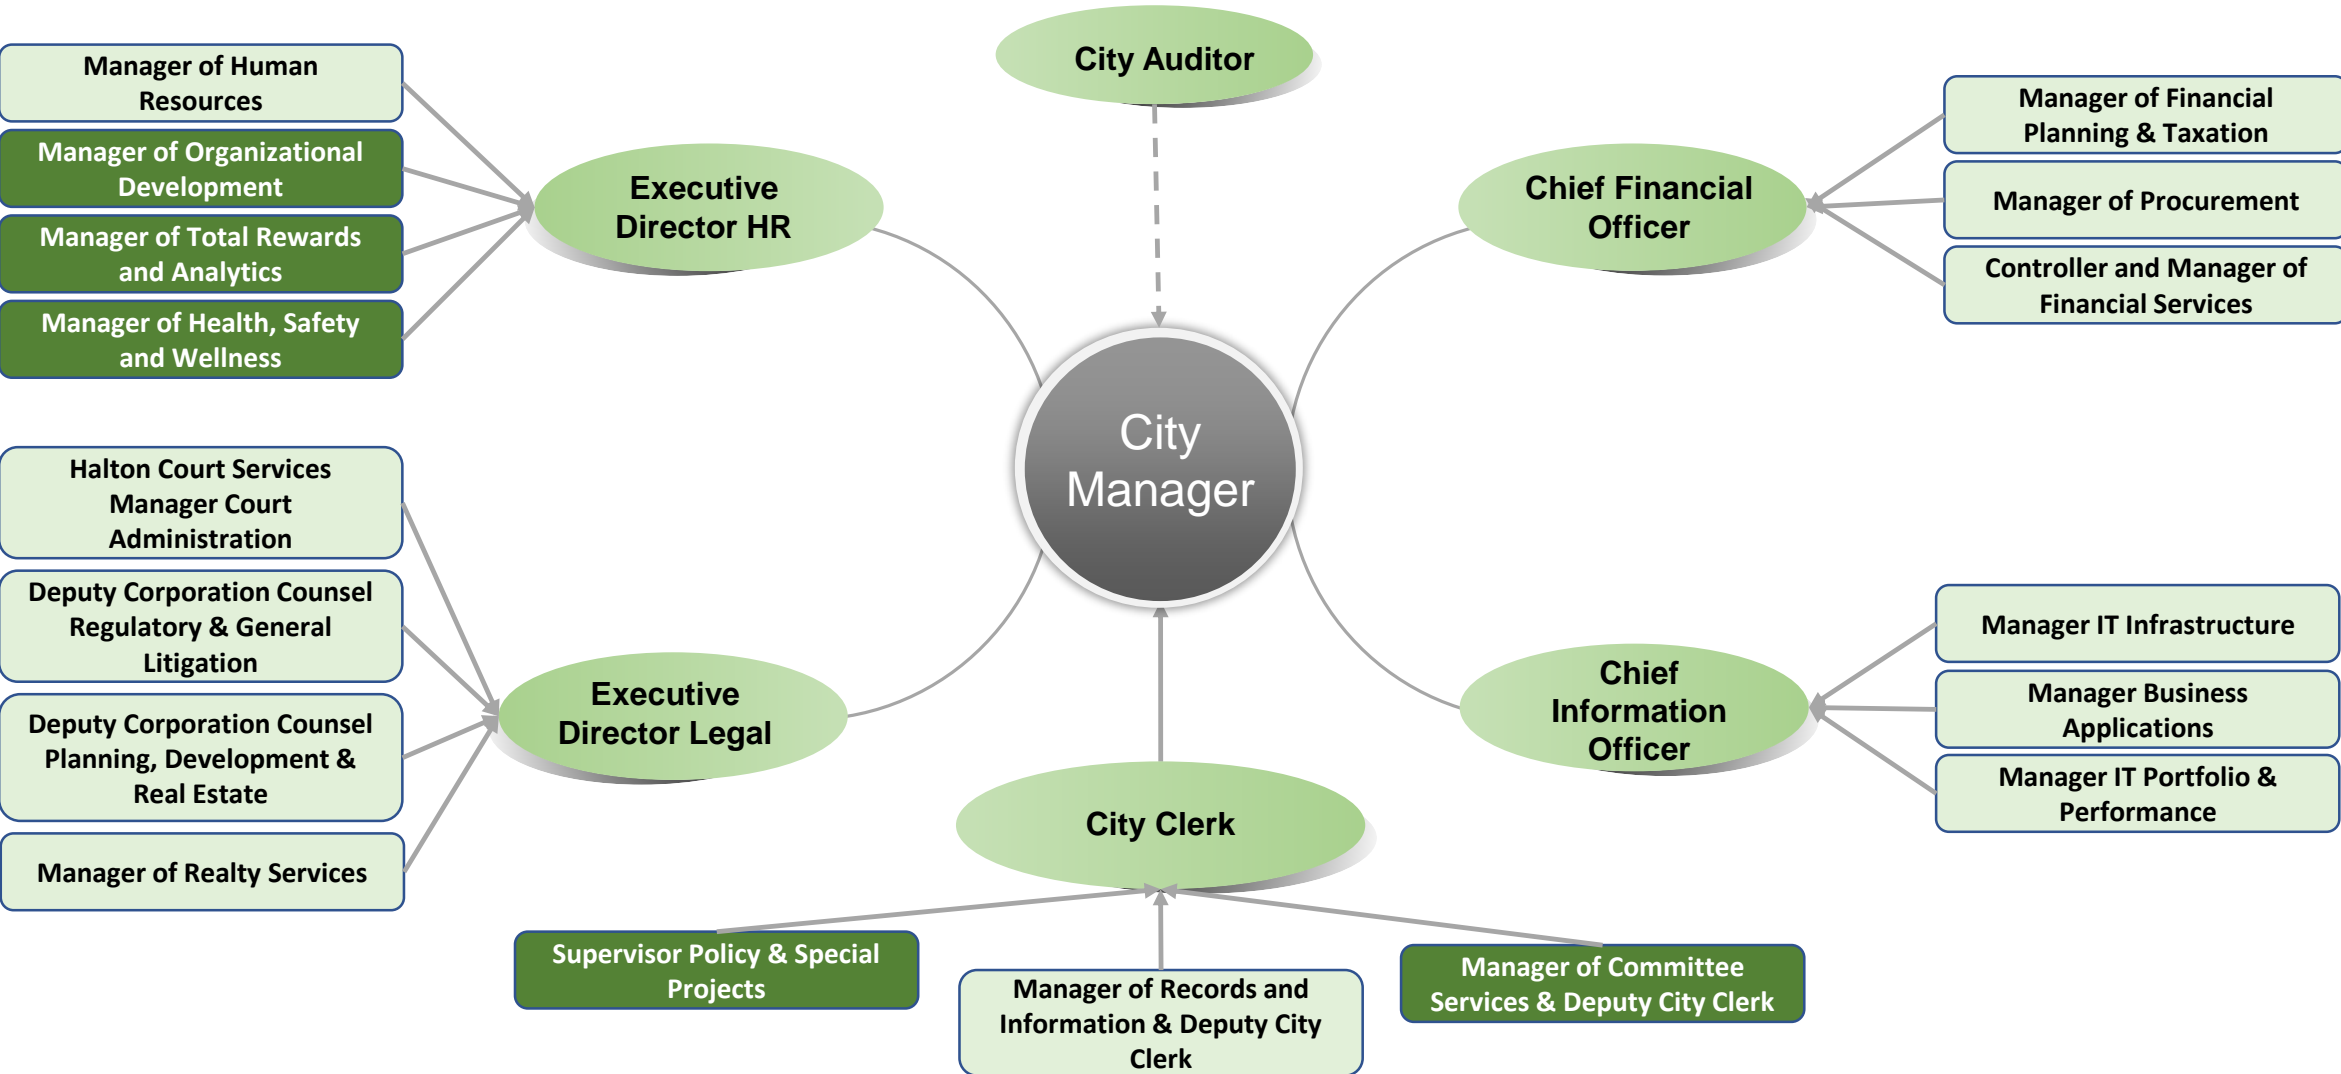 City Auditor
Manager of Human
Resources
Manager of Organizational
Development
Manager of Total Rewards
and Analytics
Manager of Health, Safety
and Wellness
Executive
Director HR
Chief Financial
Officer
Manager of Financial
Planning & Taxation
Manager of Procurement
Controller and Manager of
Financial Services
City
Manager
Halton Court Services
Manager Court
Administration
Deputy Corporation Counsel
Regulatory & General
Litigation
Deputy Corporation Counsel
Planning, Development &
Real Estate
Manager of Realty Services
Executive
Director Legal
Chief
Information
Officer
Manager IT Infrastructure
Manager Business
Applications
Manager IT Portfolio &
Performance
City Clerk
Supervisor Policy & Special
Projects
Manager of Records and
Information & Deputy City
Clerk
Manager of Committee
Services & Deputy City Clerk